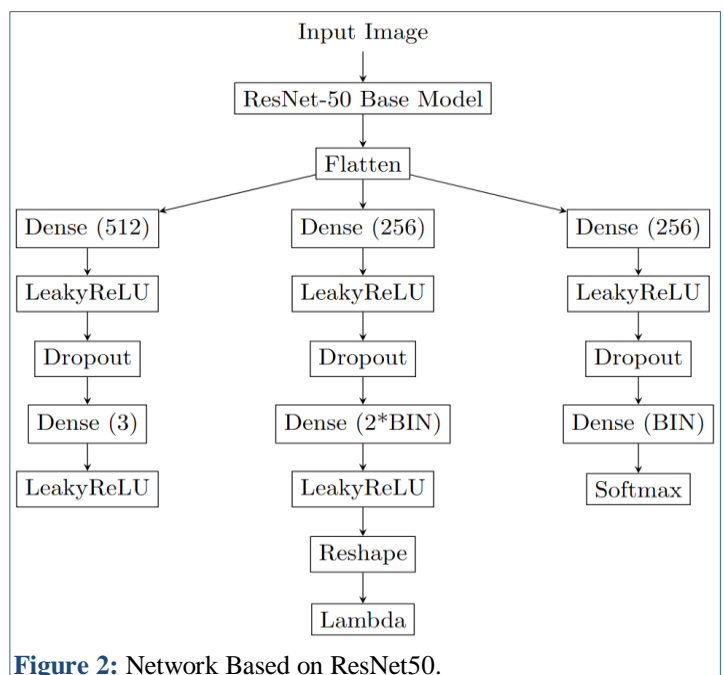 Input Image
ResNet-50 Base Model
Flatten
Dense (512) Dense (256) Dense (256)
LeakyReLU LeakyReLU LeakyReLU
Dropout Dropout Dropout
Dense (3) Dense (2*BIN) Dense (BIN)
LeakyReLU LeakyReLU Softmax
Reshape
Lambda
Figure 2: Network Based on ResNet50.